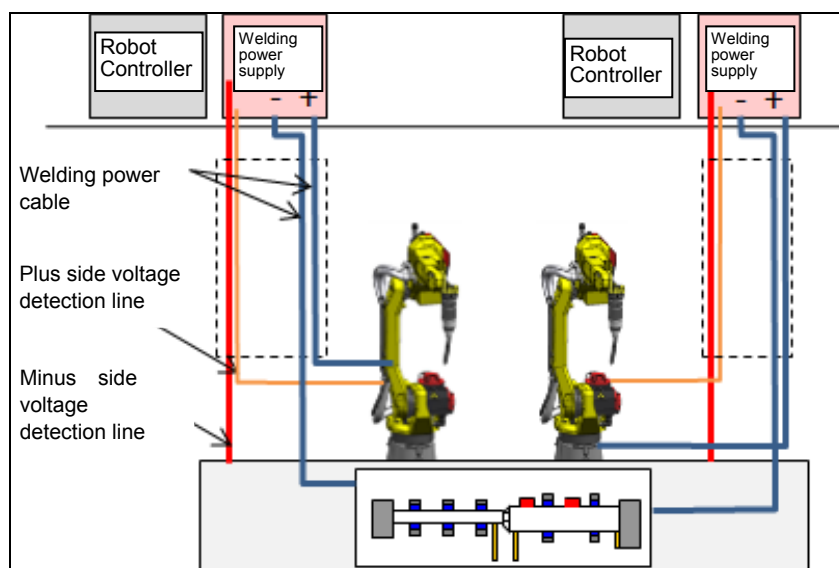 Robot
Controller
Welding
power
supply
- +
Robot
Controller
Welding
power
supply
- +
Welding power
cable
Plus side voltage
detection line
Minus side
voltage
detection line